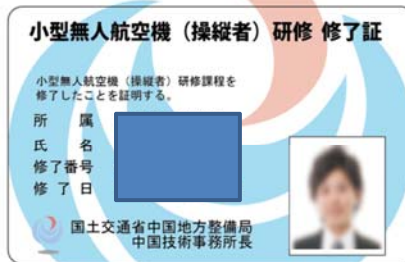 小型無人航空機（操縦者）研修 修了証
小型無人航空機（操縦者）研修課程を
修了したことを証明する。
所　属
氏　名
修了番号
修 了 日
国土交通省中国地方整備局
中国技術事務所長